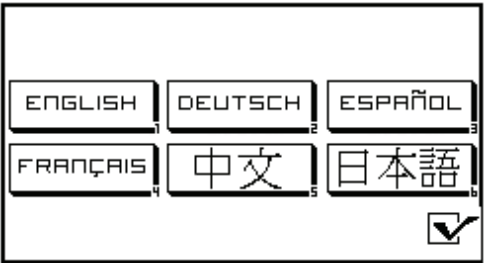 ENGLISH 1 DEUTSCH 2 ESPAÑOL 3
FRANÇAIS 4 中文 5 日本語 6